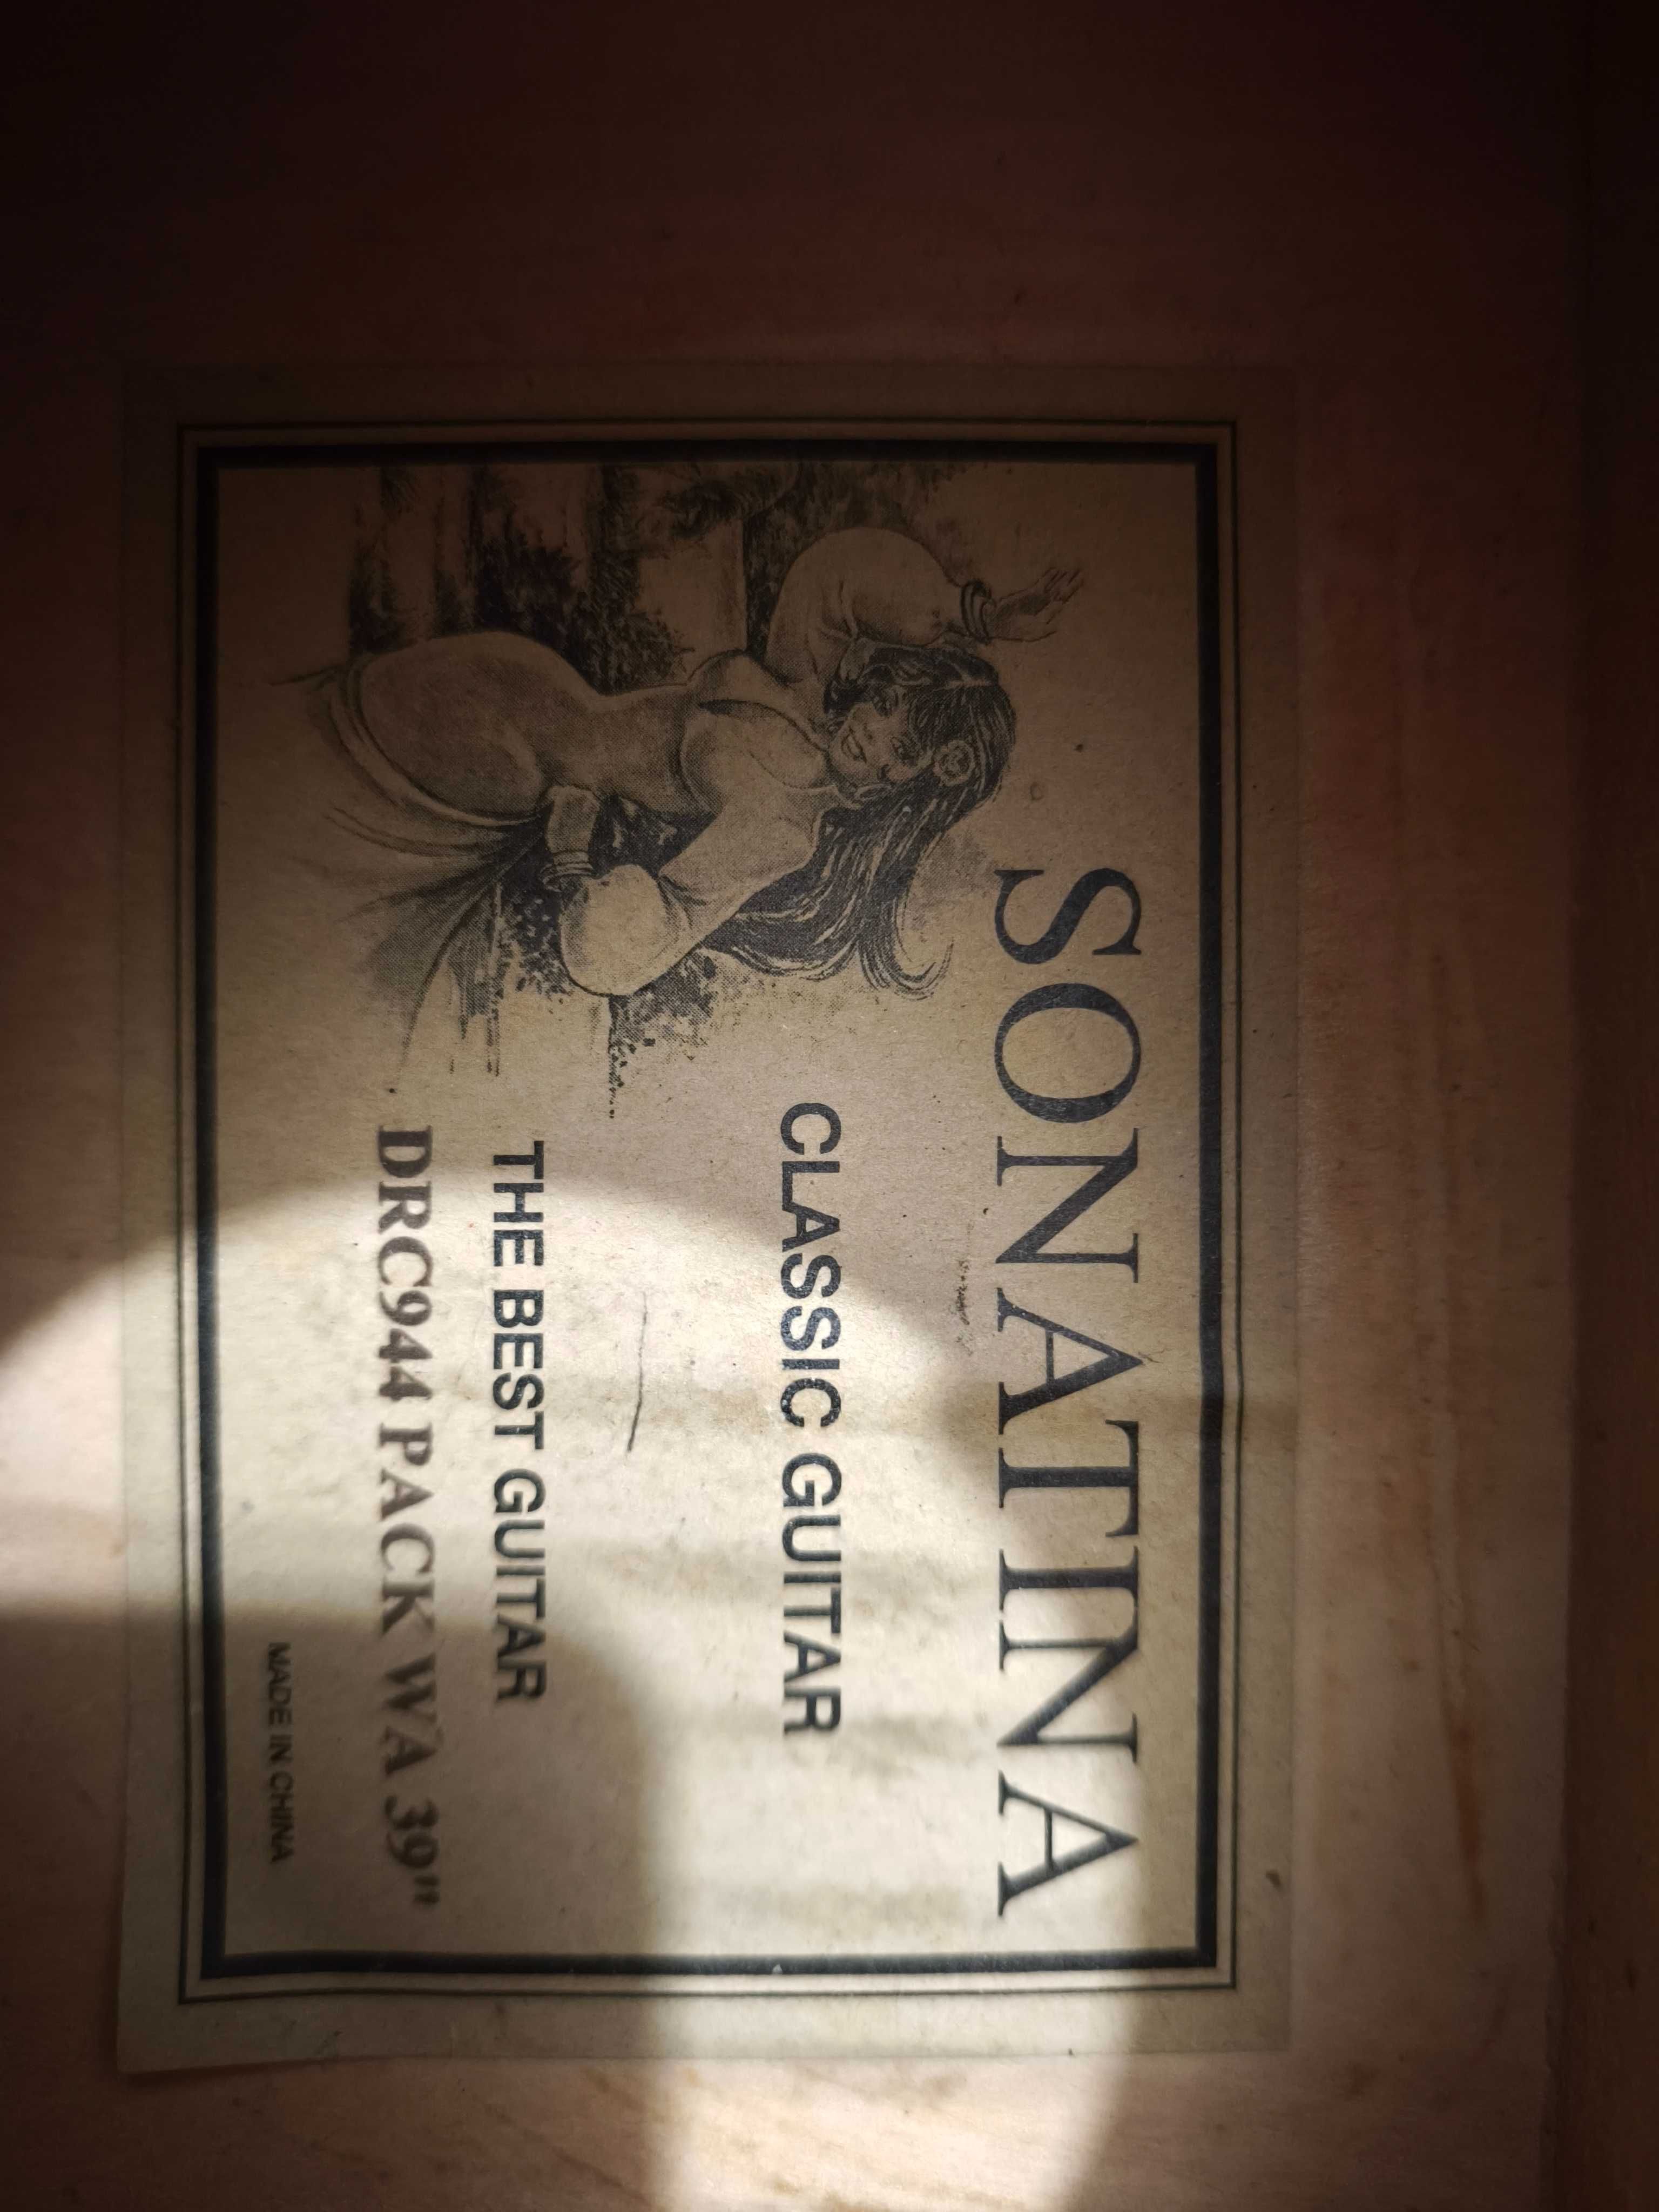 SONATINA
CLASSIC GUITAR
THE BEST GUITAR
DRC944 PACK WA 39"
MADE IN CHINA